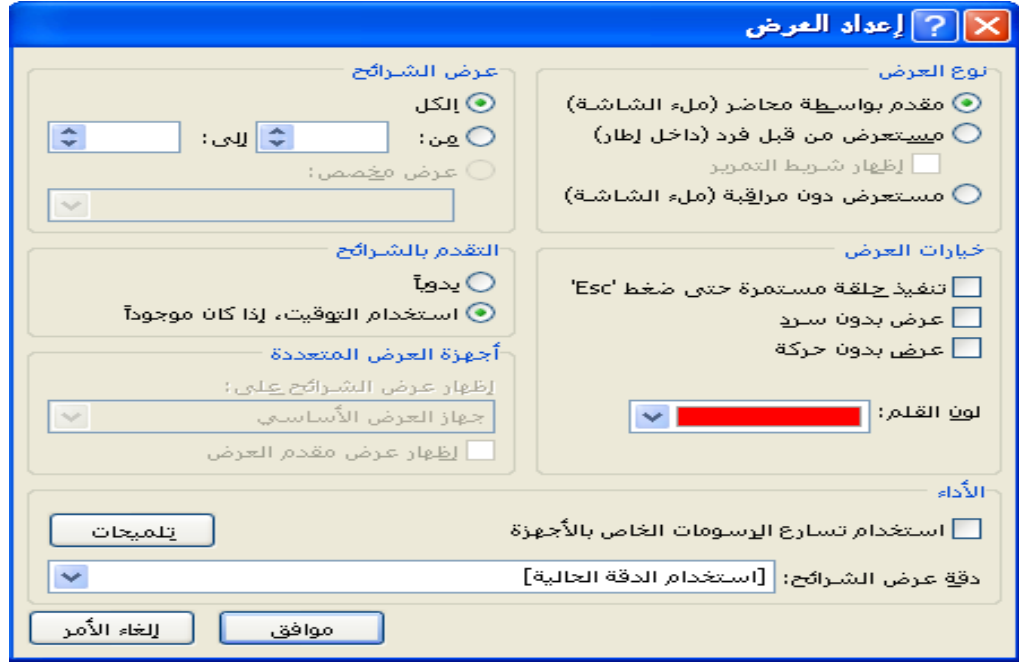 إعداد العرض
نوع العرض
مقدم بواسطة محاضر (ملء الشاشة)
مستعرض من قبل فرد (داخل إطار)
إظهار شريط التمرير
مستعرض دون مراقبة (ملء الشاشة)
عرض الشرائح
الكل
من: إلى:
عرض مخصص:
خيارات العرض
تنفيذ حلقة مستمرة حتى ضغط 'Esc'
عرض بدون سرد
عرض بدون حركة
لون القلم:
التقدم بالشرائح
يدوياً
استخدام التوقيت، إذا كان موجوداً
أجهزة العرض المتعددة
إظهار عرض الشرائح على:
جهاز العرض الأساسي
إظهار عرض مقدم العرض
الأداء
استخدام تسارع الرسومات الخاص بالأجهزة تلميحات
دقة عرض الشرائح: [استخدام الدقة الحالية]
موافق إلغاء الأمر